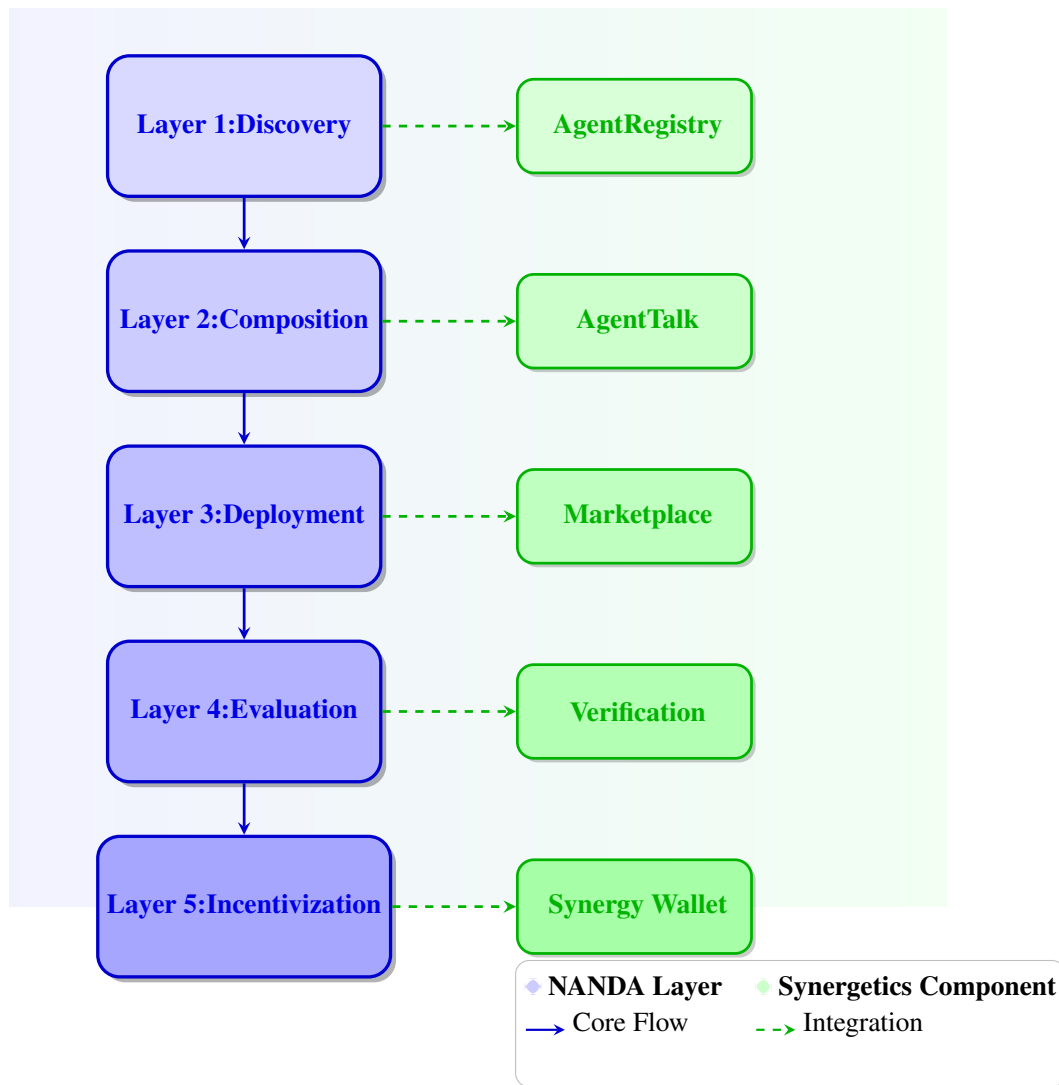 Layer 1:Discovery
AgentRegistry
Layer 2:Composition
AgentTalk
Layer 3:Deployment
Marketplace
Layer 4:Evaluation
Verification
Layer 5:Incentivization
Synergy Wallet
NANDA Layer
Synergetics Component
Core Flow
Integration